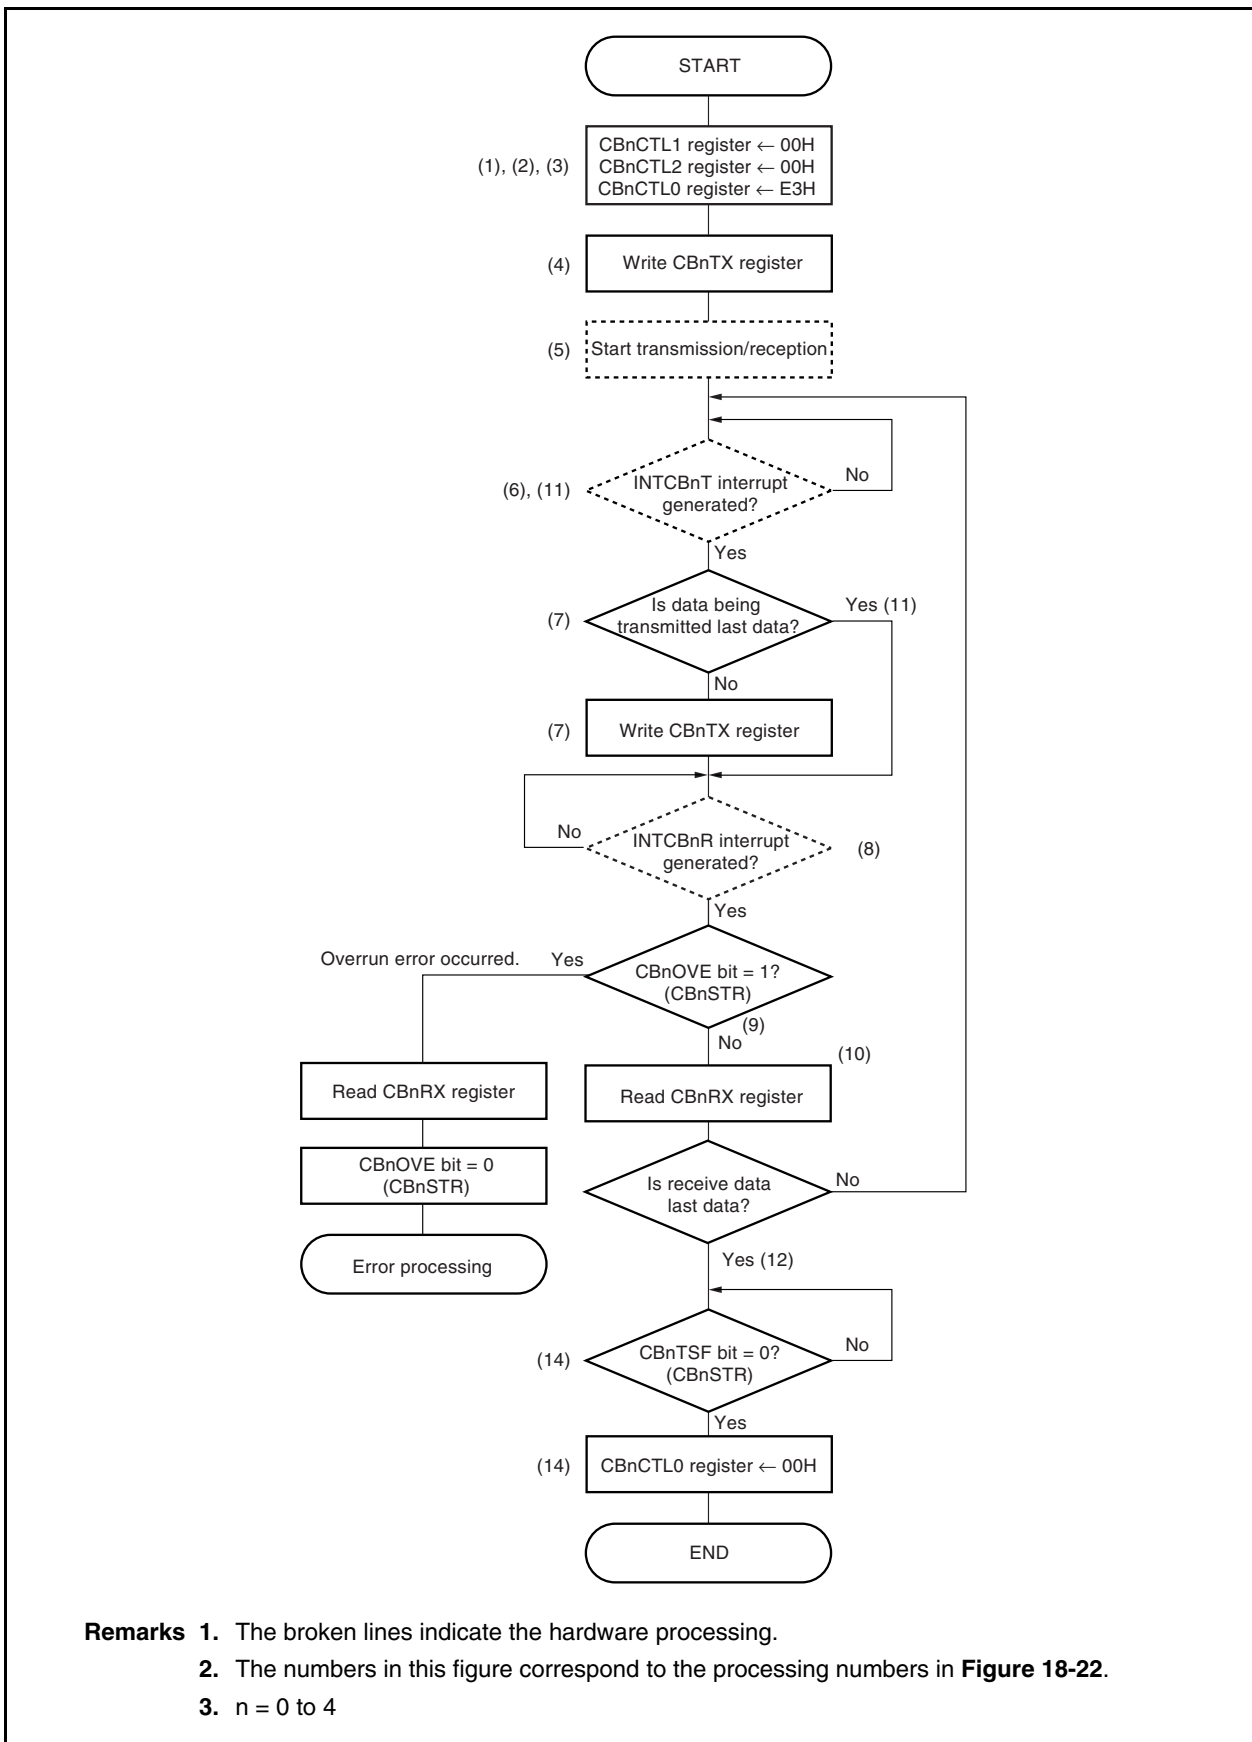 START
(1), (2), (3)
CBnCTL1 register ← 00H
CBnCTL2 register ← 00H
CBnCTL0 register ← E3H
(4)
Write CBnTX register
(5)
Start transmission/reception
(6), (11)
INTCBnT interrupt
generated?
No
Yes
(7)
Is data being
transmitted last data?
Yes (11)
No
(7)
Write CBnTX register
No
INTCBnR interrupt
generated?
(8)
Yes
Overrun error occurred.
Yes
CBnOVE bit = 1?
(CBnSTR)
(9)
No
(10)
Read CBnRX register
Read CBnRX register
CBnOVE bit = 0
(CBnSTR)
Is receive data
last data?
No
Error processing
Yes (12)
(14)
CBnTSF bit = 0?
(CBnSTR)
No
Yes
(14)
CBnCTL0 register ← 00H
END
Remarks 1. The broken lines indicate the hardware processing.
2. The numbers in this figure correspond to the processing numbers in Figure 18-22.
3. n = 0 to 4